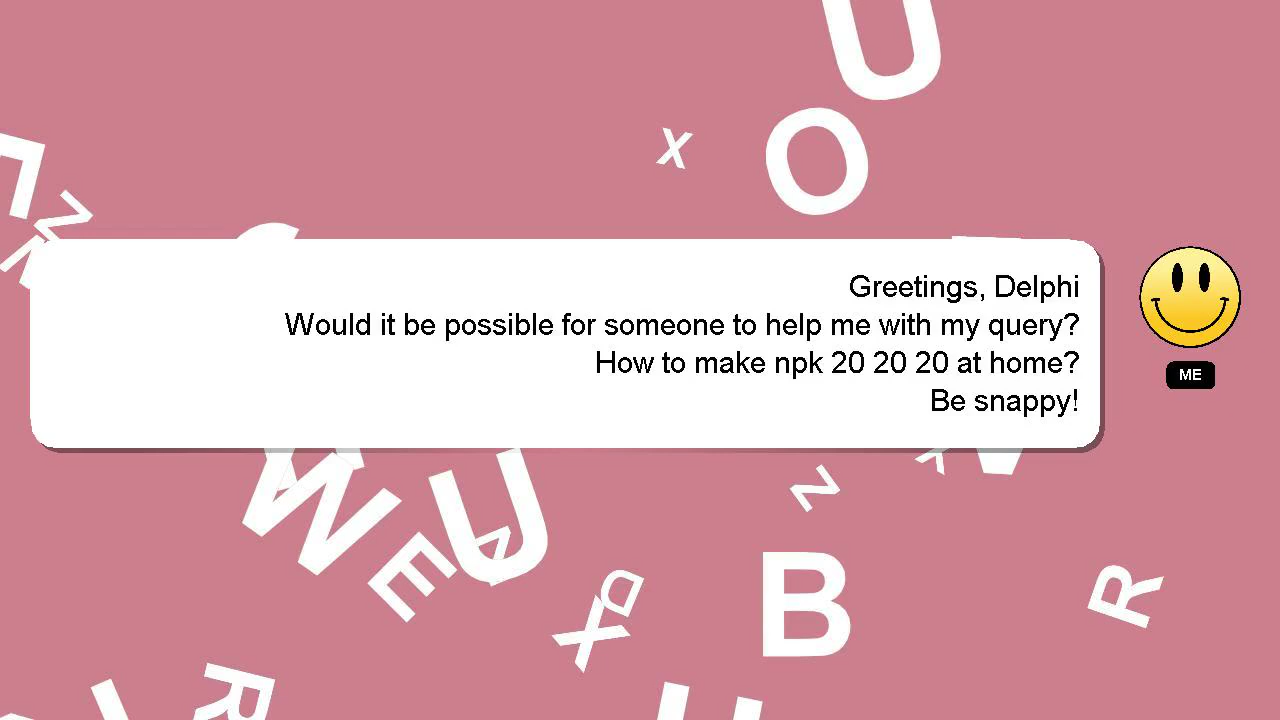 Greetings, Delphi
Would it be possible for someone to help me with my query?
How to make npk 20 20 20 at home?
Be snappy!
ME
U
O
X
Z
W
U
E
Z
Z
D
X
B
R
R